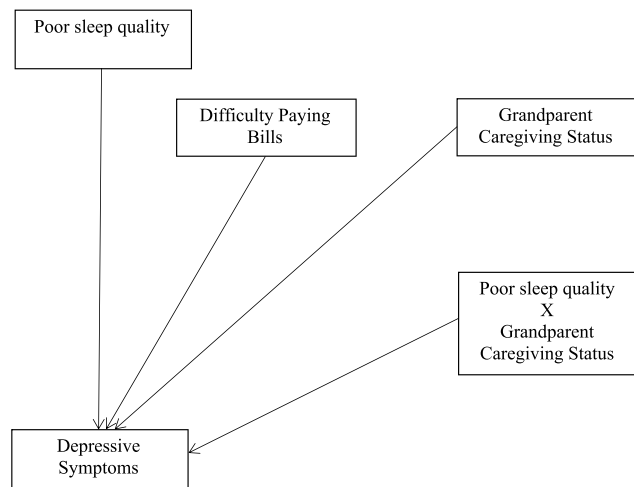 Poor sleep quality
Difficulty Paying
Bills
Grandparent
Caregiving Status
Poor sleep quality
X
Grandparent
Caregiving Status
Depressive
Symptoms